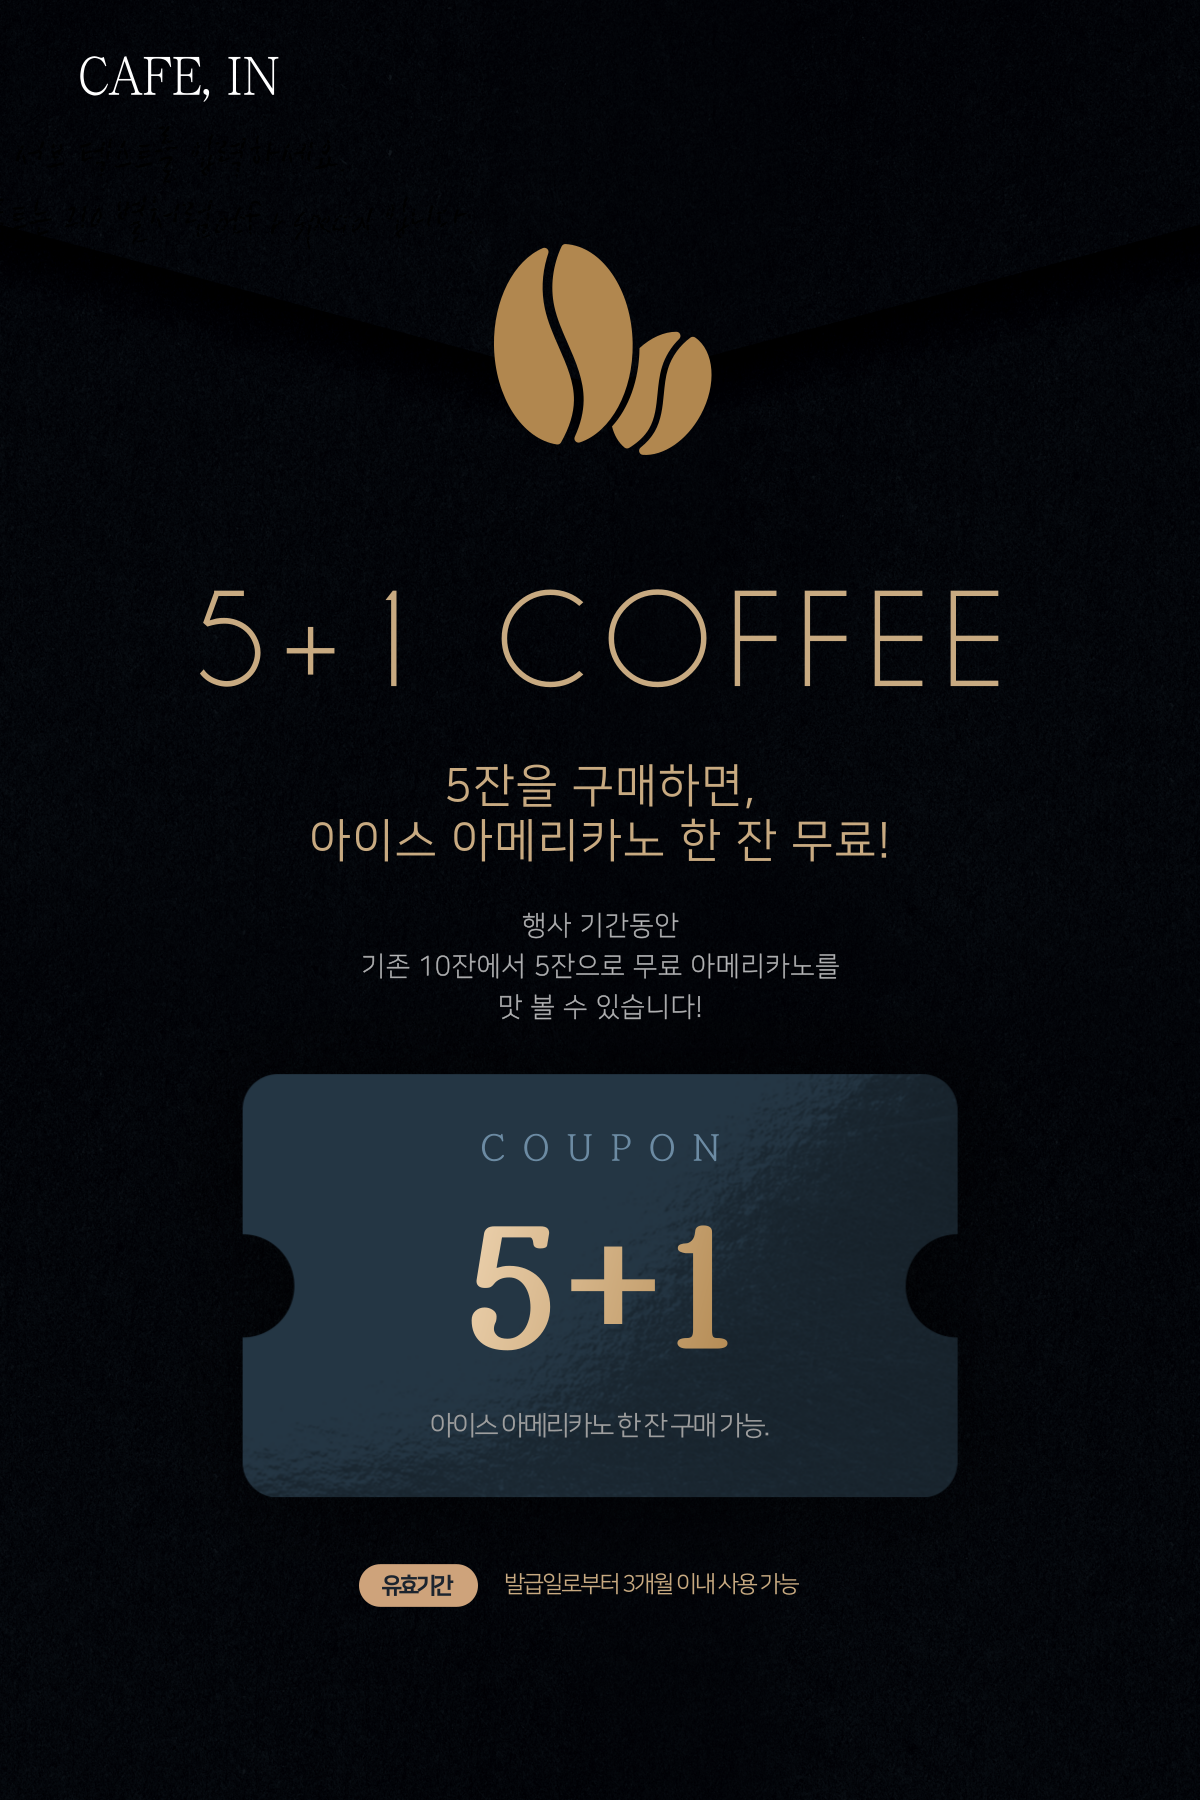 CAFE, IN
5+1 COFFEE
5잔을 구매하면,
아이스 아메리카노 한 잔 무료!
행사 기간동안
기존 10잔에서 5잔으로 무료 아메리카노를
맛 볼 수 있습니다!
COUPON
5+1
아이스 아메리카노 한 잔 구매 가능.
유효기간 발급일로부터 3개월 이내 사용 가능